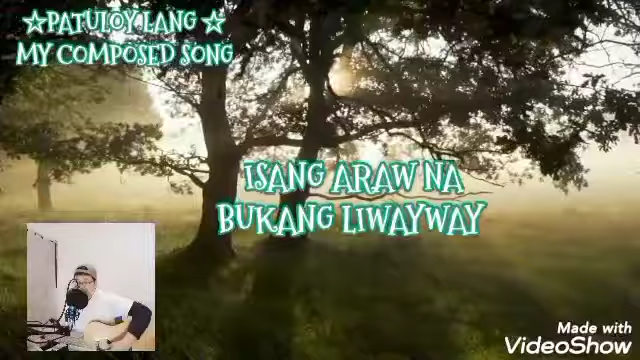 ☆PATULOY LANG ☆
MY COMPOSED SONG
ISANG ARAW NA
BUKANG LIWAYWAY
Made with
VideoShow